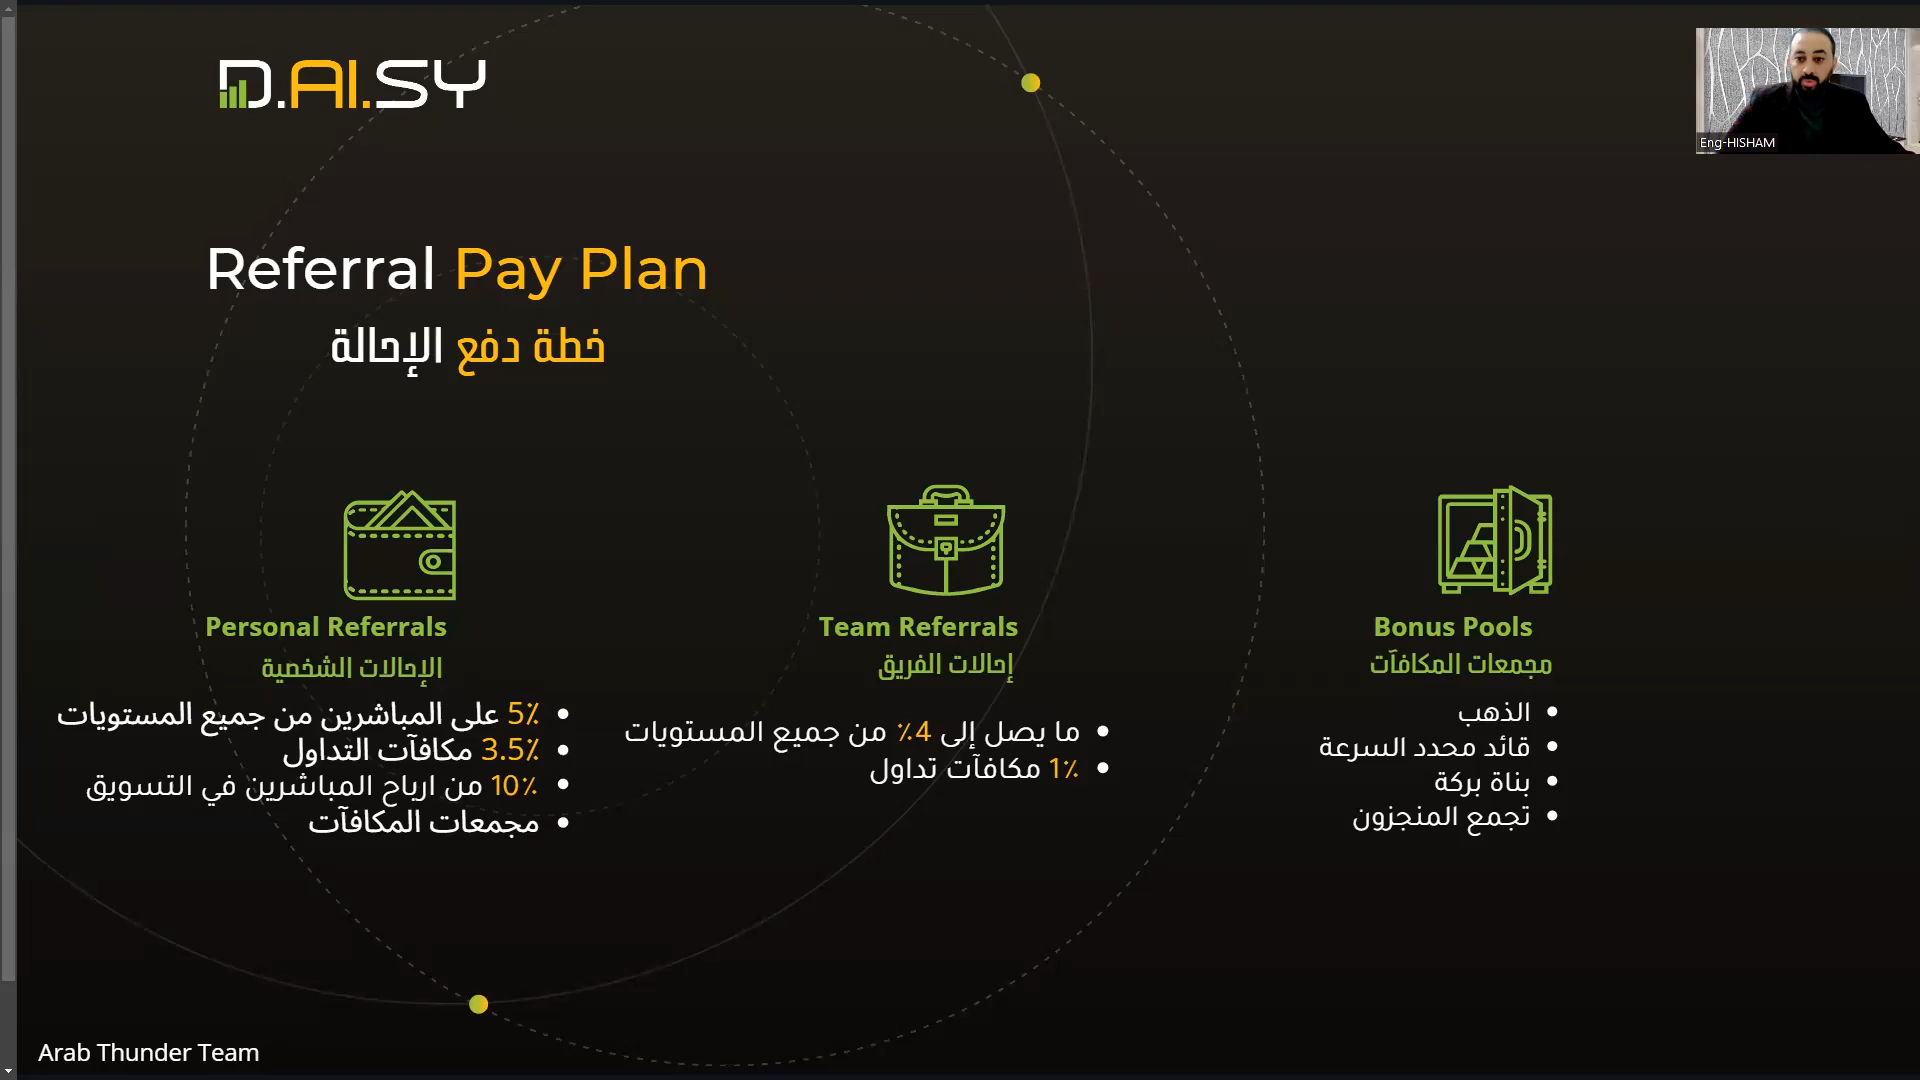 D.AI.SY
Eng-HISHAM
Referral Pay Plan
خطة دفع الإحالة
Personal Referrals
الإحالات الشخصية
5٪ على المباشرين من جميع المستويات
3.5٪ مكافآت التداول
10٪ من ارباح المباشرين في التسويق
مجمعات المكافآت
Team Referrals
إحالات الفريق
ما يصل إلى 4٪ من جميع المستويات
1٪ مكافآت تداول
Bonus Pools
مجمعات المكافآت
الذهب
قائد محدد السرعة
بناة بركة
تجمع المنجزون
Arab Thunder Team